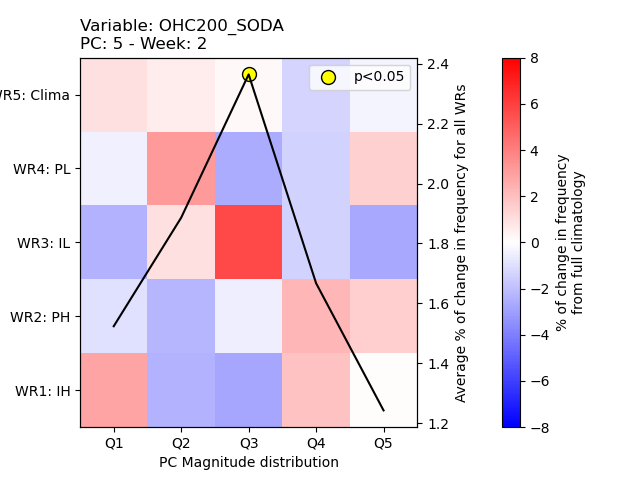 Variable: OHC200_SODA
PC: 5 - Week: 2
p<0.05
WR5: Clima
WR4: PL
WR3: IL
WR2: PH
WR1: IH
Q1 Q2 Q3 Q4 Q5
PC Magnitude distribution
2.4
2.2
2.0
1.8
1.6
1.4
1.2
Average % of change in frequency for all WRs
8
6
4
2
0
−2
−4
−6
−8
% of change in frequency
from full climatology